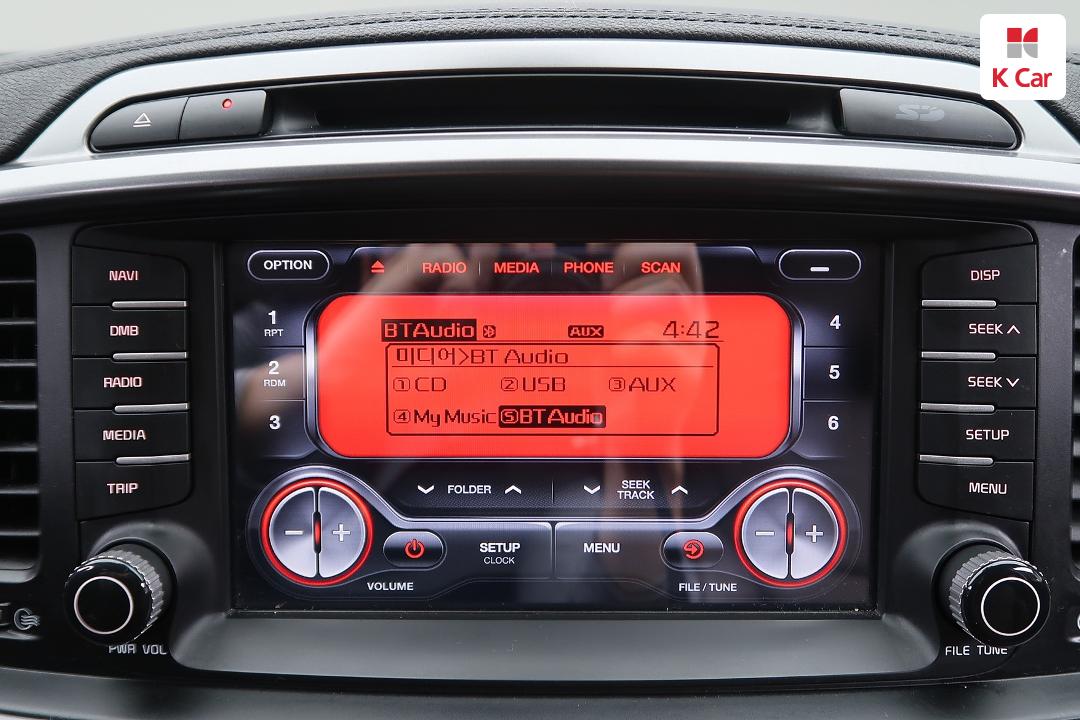 K Car
SD
NAVI
DMB
RADIO
MEDIA
TRIP
PWR VOL
OPTION
RADIO MEDIA PHONE SCAN
1
RPT
2
RDM
3
BTAudio AUX 4:42
미디어>BT Audio
①CD ②USB ③AUX
④My Music ⑤BTAudio
4
5
6
FOLDER
SEEK
TRACK
SETUP
CLOCK
MENU
VOLUME
FILE / TUNE
DISP
SEEK
SEEK
SETUP
MENU
FILE TUNE